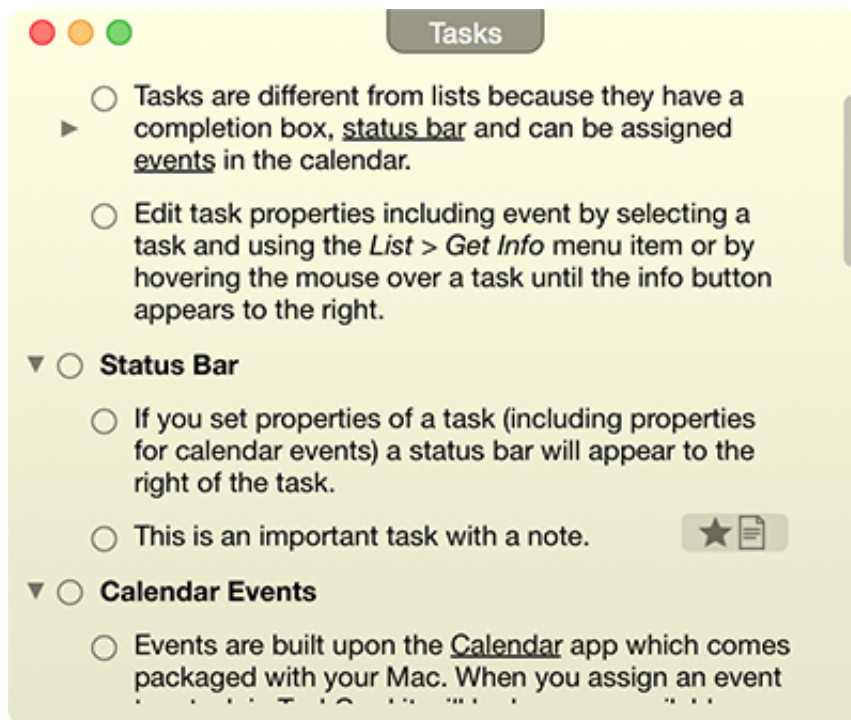 Tasks
Tasks are different from lists because they have a
completion box, status bar and can be assigned
events in the calendar.
Edit task properties including event by selecting a
task and using the List > Get Info menu item or by
hovering the mouse over a task until the info button
appears to the right.
Status Bar
If you set properties of a task (including properties
for calendar events) a status bar will appear to the
right of the task.
This is an important task with a note.
Calendar Events
Events are built upon the Calendar app which comes
packaged with your Mac. When you assign an event